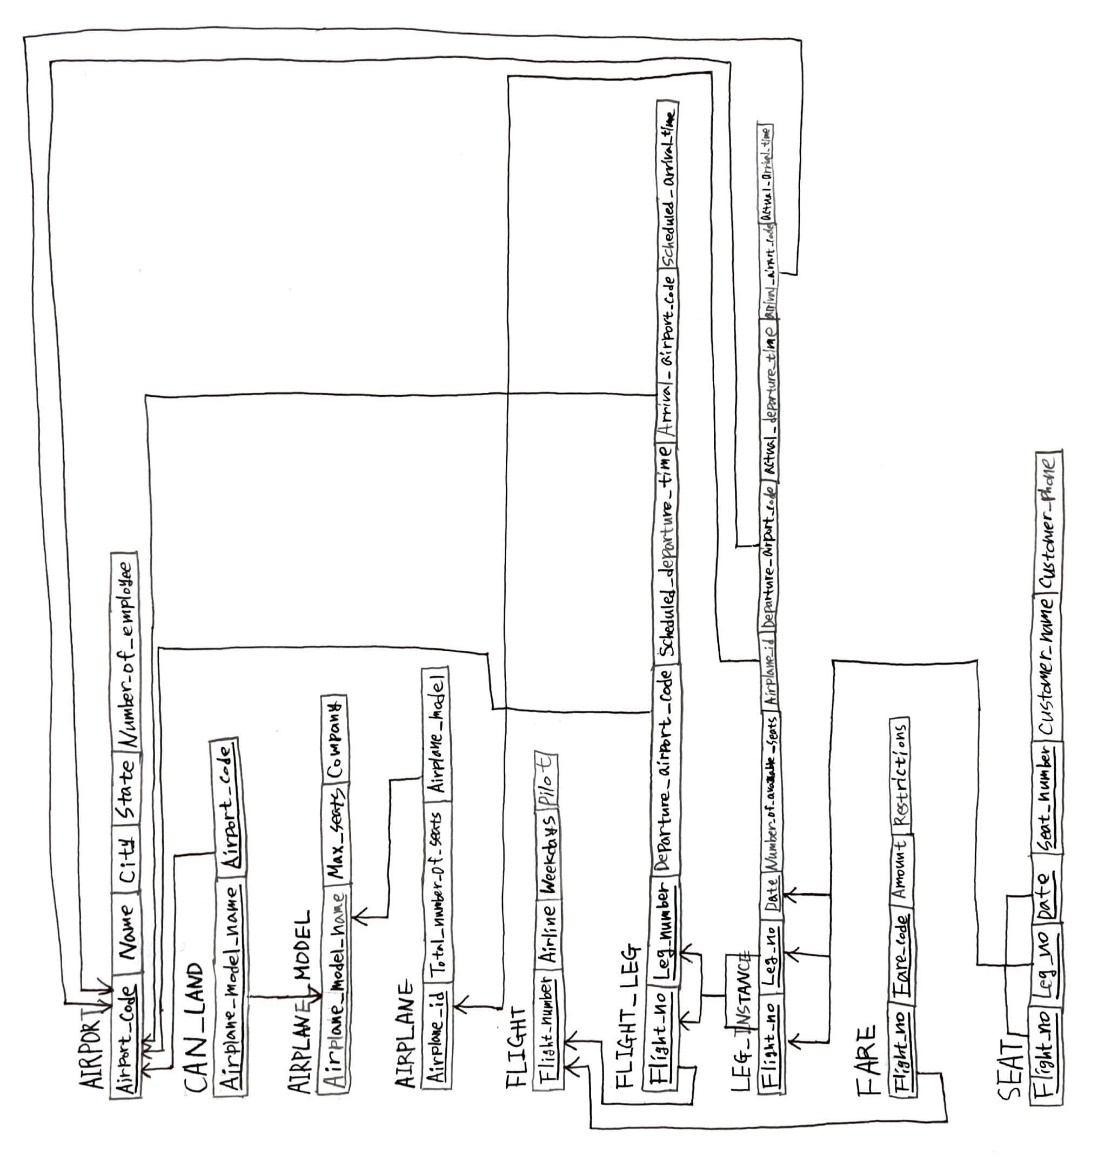 AIRPORT
Airport_Code Name City State Number_of_employee
CAN_LAND
Airplane_model_name Airport_Code
AIRPLANE_MODEL
Airplane_model_name Max_seats Company
AIRPLANE
Airplane_id Total_number_of_seats Airplane_model
FLIGHT
Flight_number Airline Weekdays Pilot
FLIGHT_LEG
Flight_no Leg_number Departure_airport_code Scheduled_departure_time Arrival_airport_code Scheduled_arrival_time
LEG_INSTANCE
Flight_no Leg_no Date Number_of_available_seats Airplane_id Departure_airport_code Actual_departure_time arrival_airport_code Actual_arrival_time
FARE
Flight_no Fare_code Amount Restrictions
SEAT
Flight_no Leg_no Date Seat_number Customer_name Customer_Phone